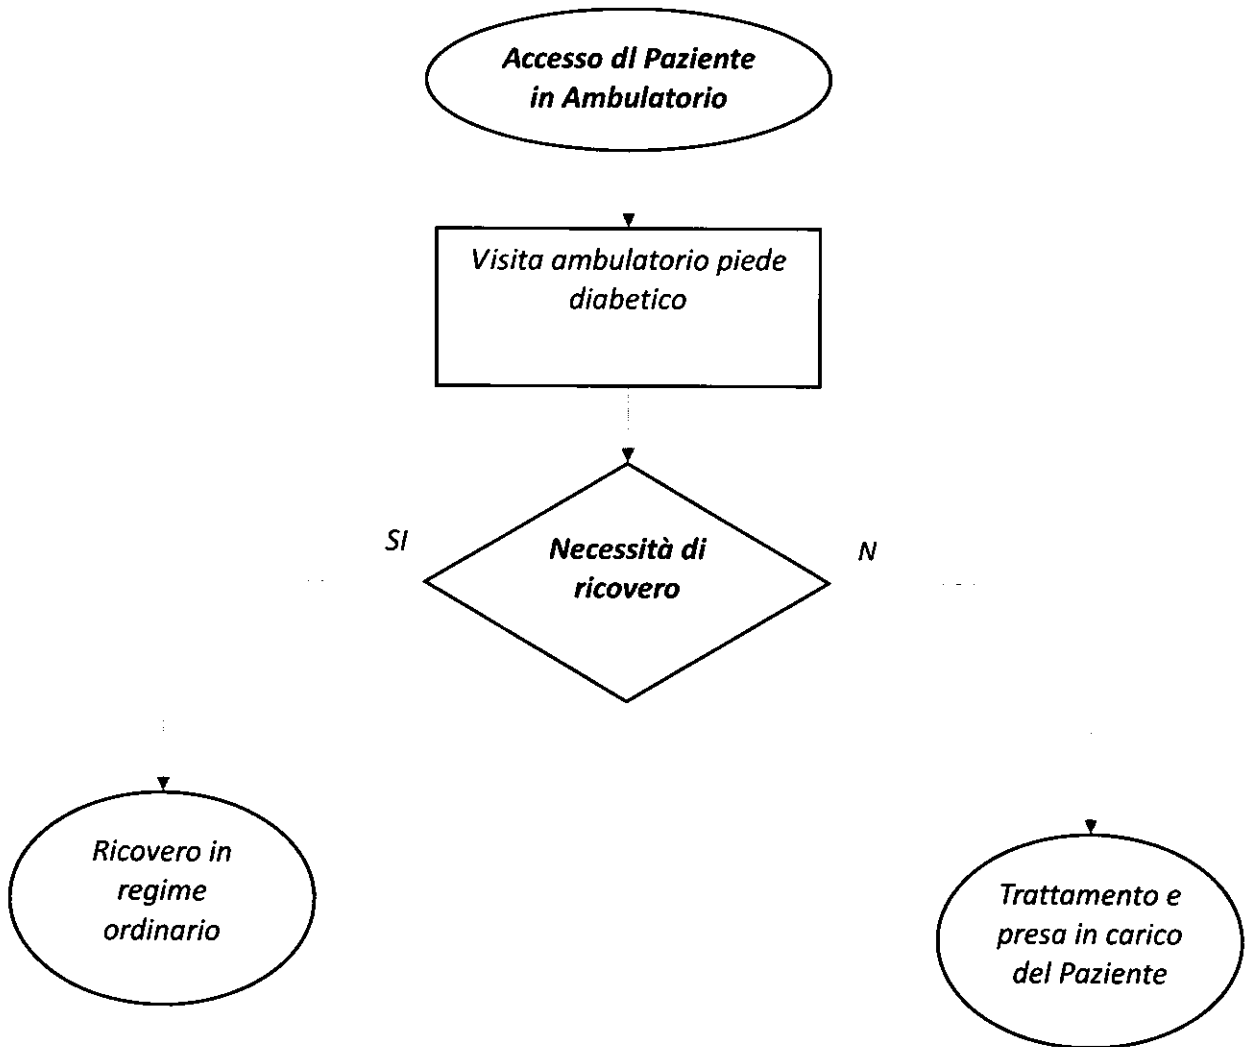 Accesso dl Paziente
in Ambulatorio
Visita ambulatorio piede
diabetico
SI
Necessità di
ricovero
N
Ricovero in
regime
ordinario
Trattamento e
presa in carico
del Paziente